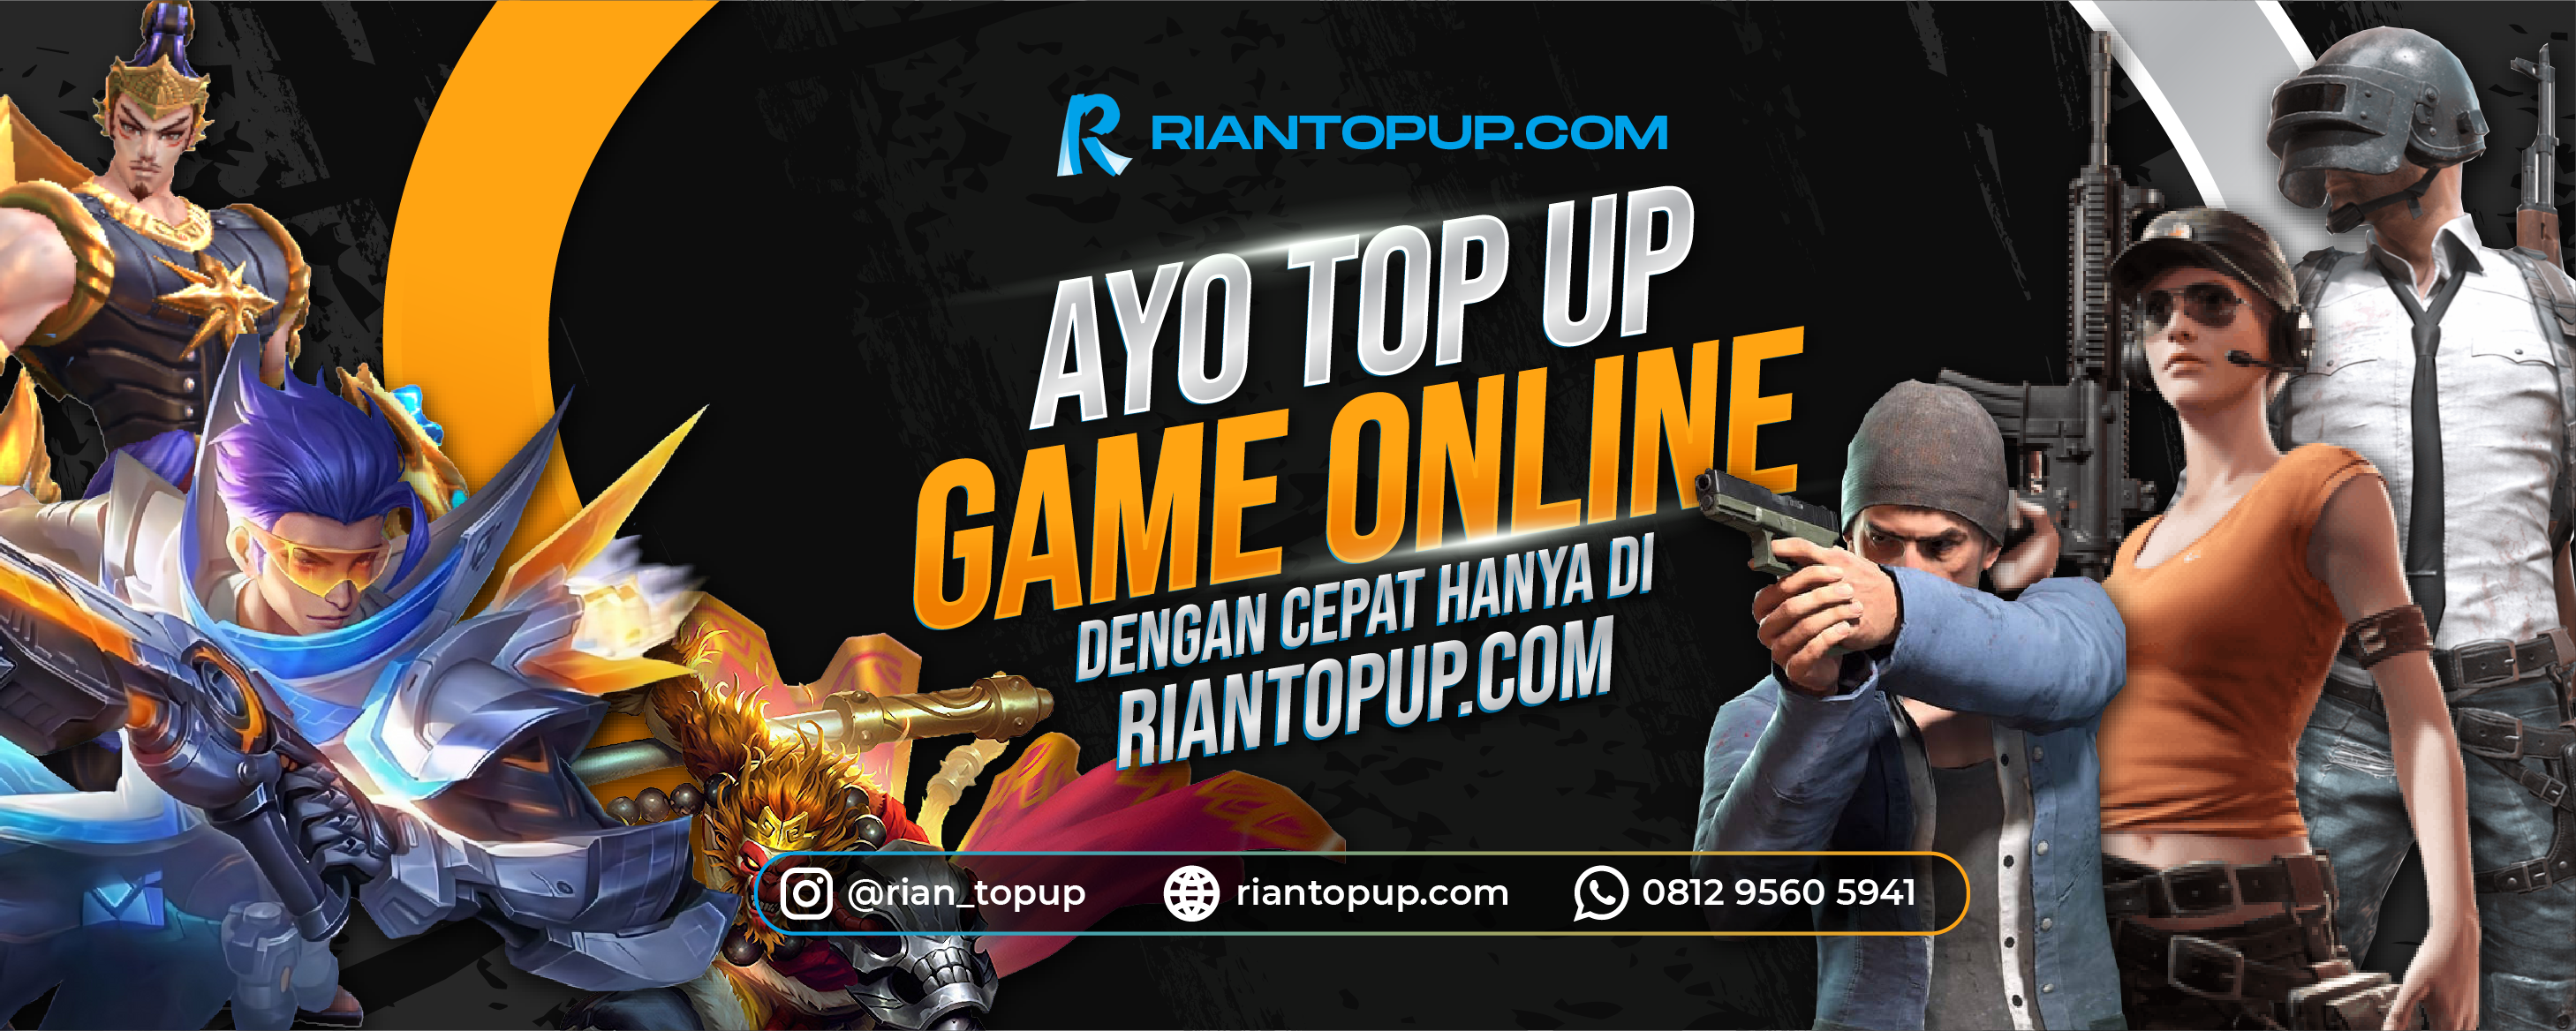 RIANTOPUP.COM
AYO TOP UP
GAME ONLINE
DENGAN CEPAT HANYA DI
RIANTOPUP.COM
@rian_topup riantopup.com 0812 9560 5941